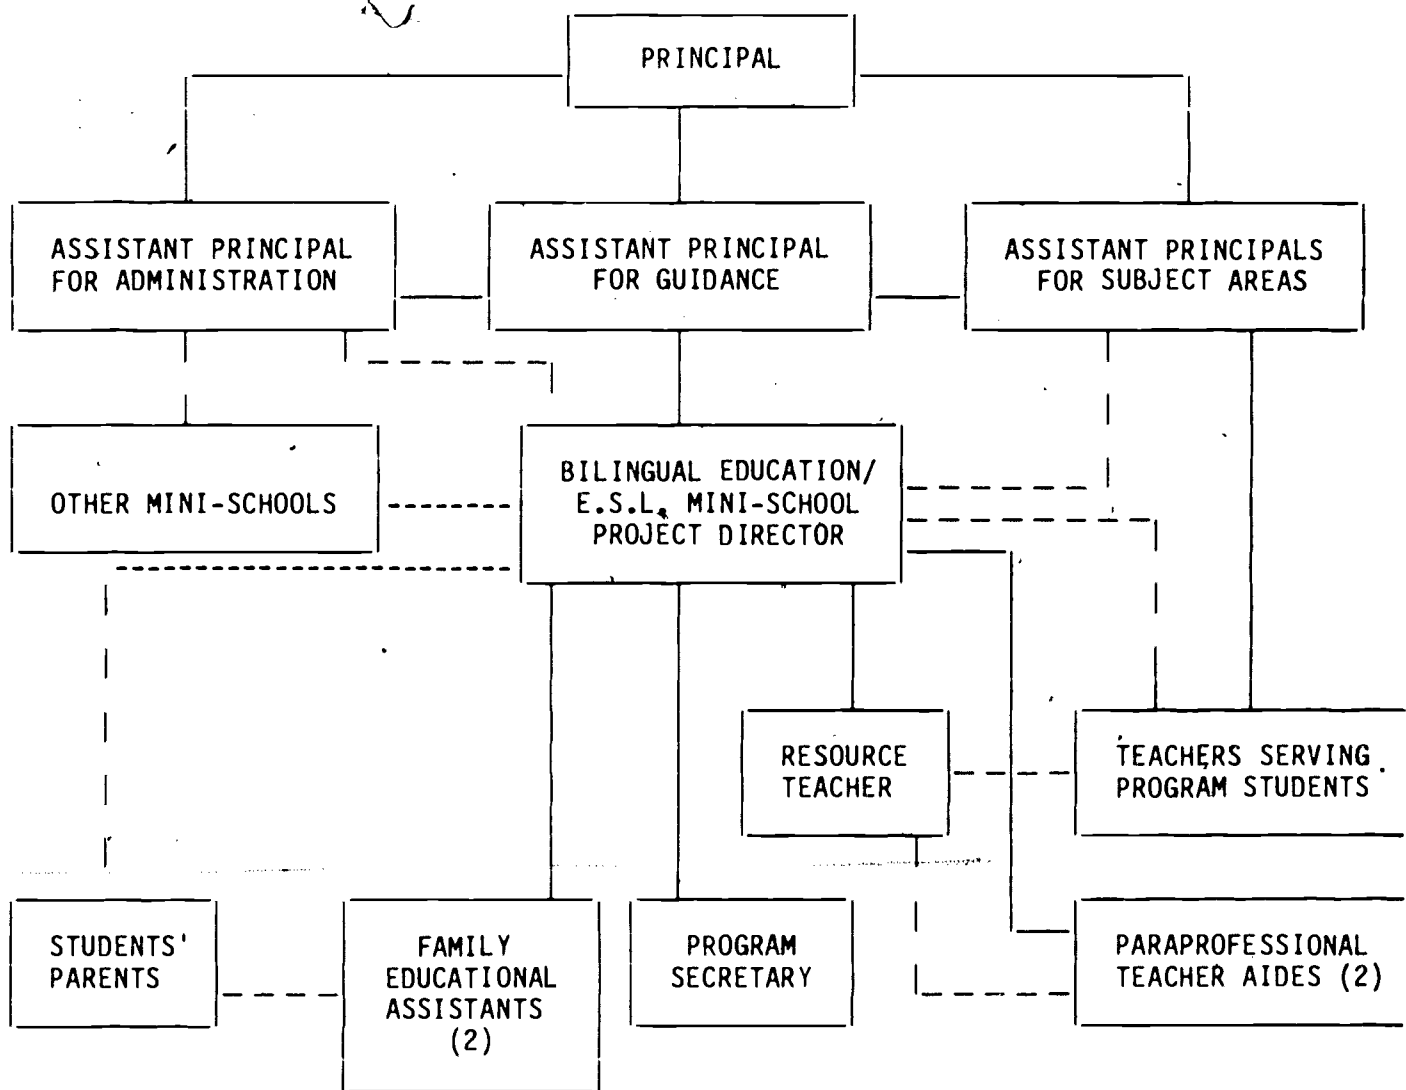 PRINCIPAL
ASSISTANT PRINCIPAL
FOR ADMINISTRATION
ASSISTANT PRINCIPAL
FOR GUIDANCE
ASSISTANT PRINCIPALS
FOR SUBJECT AREAS
OTHER MINI-SCHOOLS
BILINGUAL EDUCATION/
E.S.L. MINI-SCHOOL
PROJECT DIRECTOR
RESOURCE
TEACHER
TEACHERS SERVING
PROGRAM STUDENTS
STUDENTS'
PARENTS
FAMILY
EDUCATIONAL
ASSISTANTS
(2)
PROGRAM
SECRETARY
PARAPROFESSIONAL
TEACHER AIDES (2)